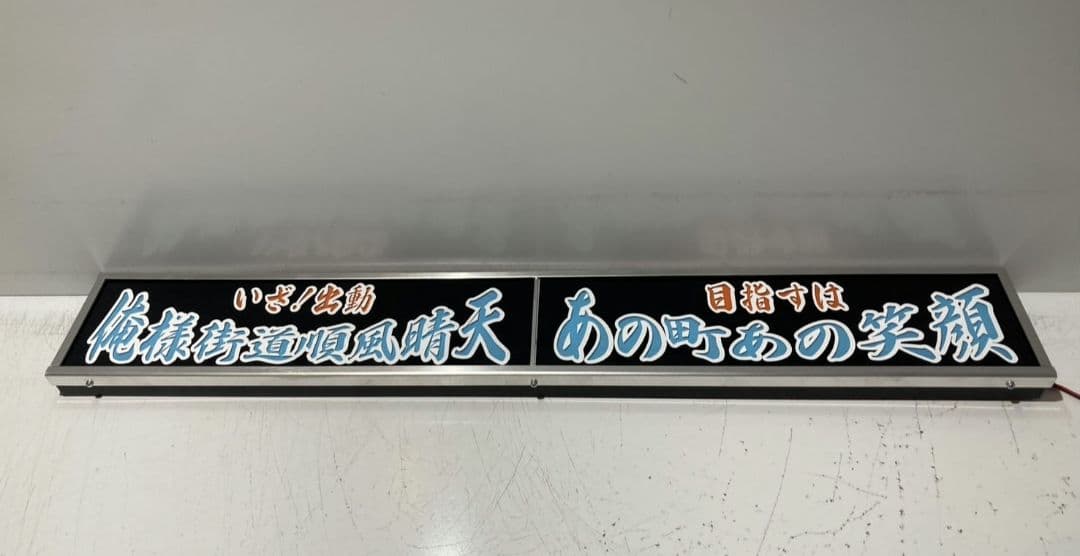 いざ!出動
俺様街道順風晴天
目指すは
あの町あの笑顔